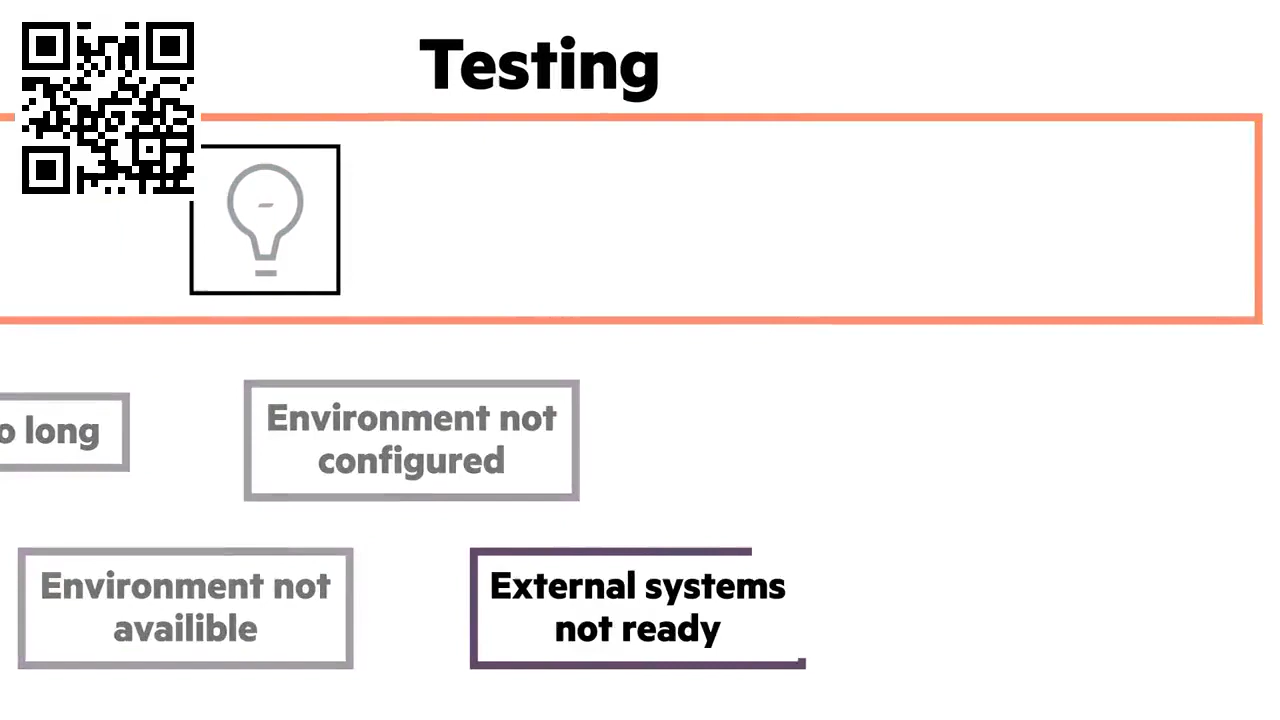 Testing
o long
Environment not
configured
Environment not
availible
External systems
not ready